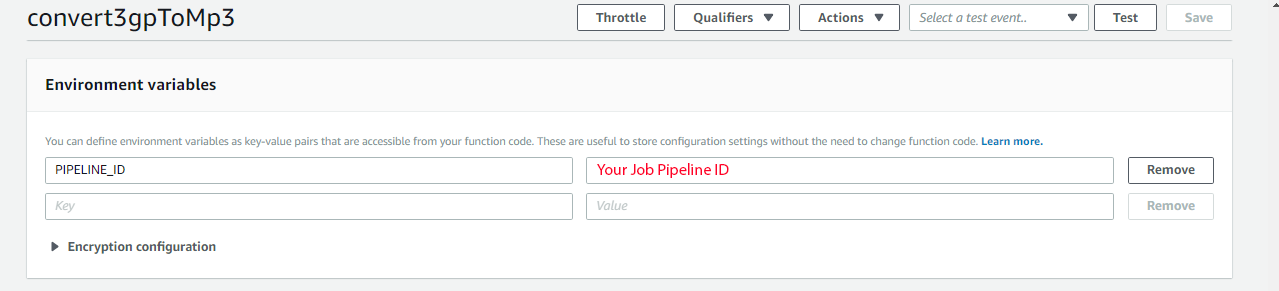 convert3gpToMp3
Throttle
Qualifiers
Actions
Select a test event..
Test
Save
Environment variables
You can define environment variables as key-value pairs that are accessible from your function code. These are useful to store configuration settings without the need to change function code. Learn more.
PIPELINE_ID
Your Job Pipeline ID
Remove
Key
Value
Remove
Encryption configuration